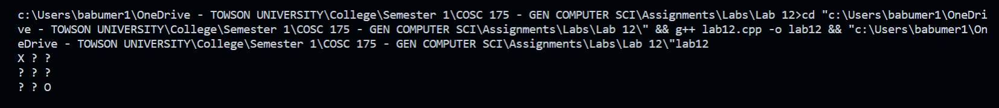 c:\Users\babumer1\OneDrive - TOWSON UNIVERSITY\College\Semester 1\COSC 175 - GEN COMPUTER SCI\Assignments\Labs\Lab 12>cd "c:\Users\babumer1\OneDri
ve - TOWSON UNIVERSITY\College\Semester 1\COSC 175 - GEN COMPUTER SCI\Assignments\Labs\Lab 12\" && g++ lab12.cpp -o lab12 && "c:\Users\babumer1\On
eDrive - TOWSON UNIVERSITY\College\Semester 1\COSC 175 - GEN COMPUTER SCI\Assignments\Labs\Lab 12\"lab12
X ? ?
? ? ?
? ? O